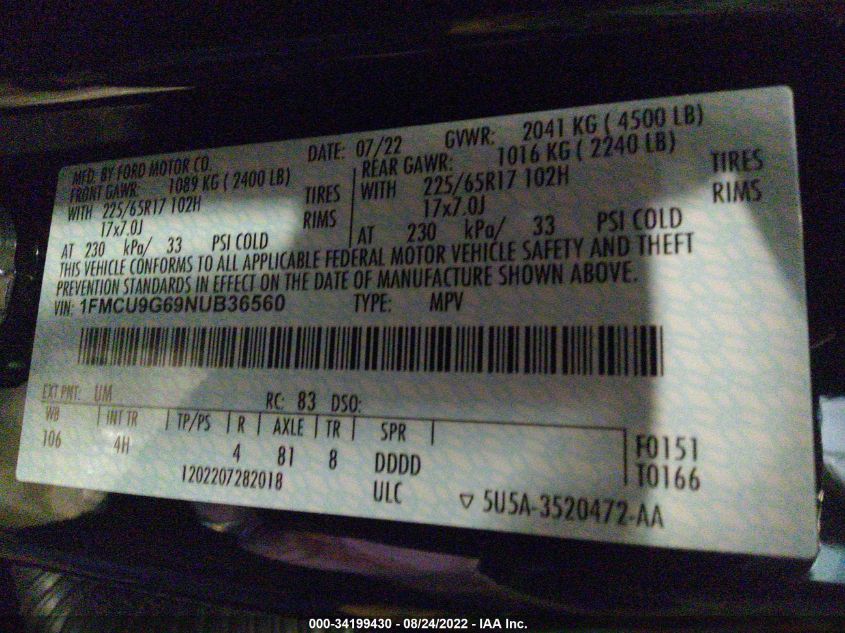 MFD. BY FORD MOTOR CO. DATE: 07/22 GVWR: 2041 KG ( 4500 LB)
FRONT GAWR: 1089 KG ( 2400 LB) REAR GAWR: 1016 KG ( 2240 LB)
WITH 225/65R17 102H TIRES WITH 225/65R17 102H TIRES
17x7.0J RIMS 17x7.0J RIMS
AT 230 kPa/ 33 PSI COLD AT 230 kPa/ 33 PSI COLD
THIS VEHICLE CONFORMS TO ALL APPLICABLE FEDERAL MOTOR VEHICLE SAFETY AND THEFT
PREVENTION STANDARDS IN EFFECT ON THE DATE OF MANUFACTURE SHOWN ABOVE.
VIN: 1FMCU9G69NUB36560 TYPE: MPV
EXT PNT: UM RC: 83 DSO:
WB INT TR TP/PS R AXLE TR SPR F0151
106 4H 4 81 8 DDDD T0166
1202207282018 ULC ▽ 5U5A-3520472-AA
000-34199430 - 08/24/2022 - IAA Inc.